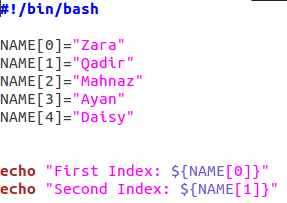 #!/bin/bash
NAME[0]="Zara"
NAME[1]="Qadir"
NAME[2]="Mahnaz"
NAME[3]="Ayan"
NAME[4]="Daisy"
echo "First Index: ${NAME[0]}"
echo "Second Index: ${NAME[1]}"